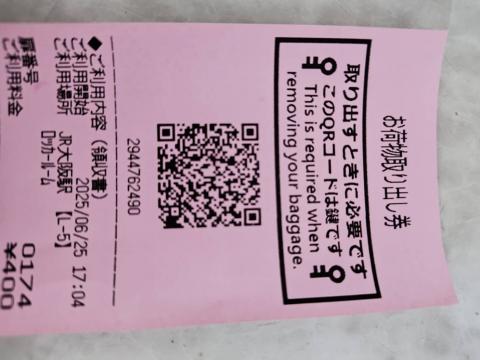 お荷物取り出し券
取り出すときに必要です
このQRコードは鍵です
This is required when
removing your baggage.
2944762490
◆ご利用内容（領収書）
ご利用開始 2025/06/25 17:04
ご利用場所 JR大阪駅 【L-5】
ロッカールーム
扉番号 0174
ご利用料金 ¥400